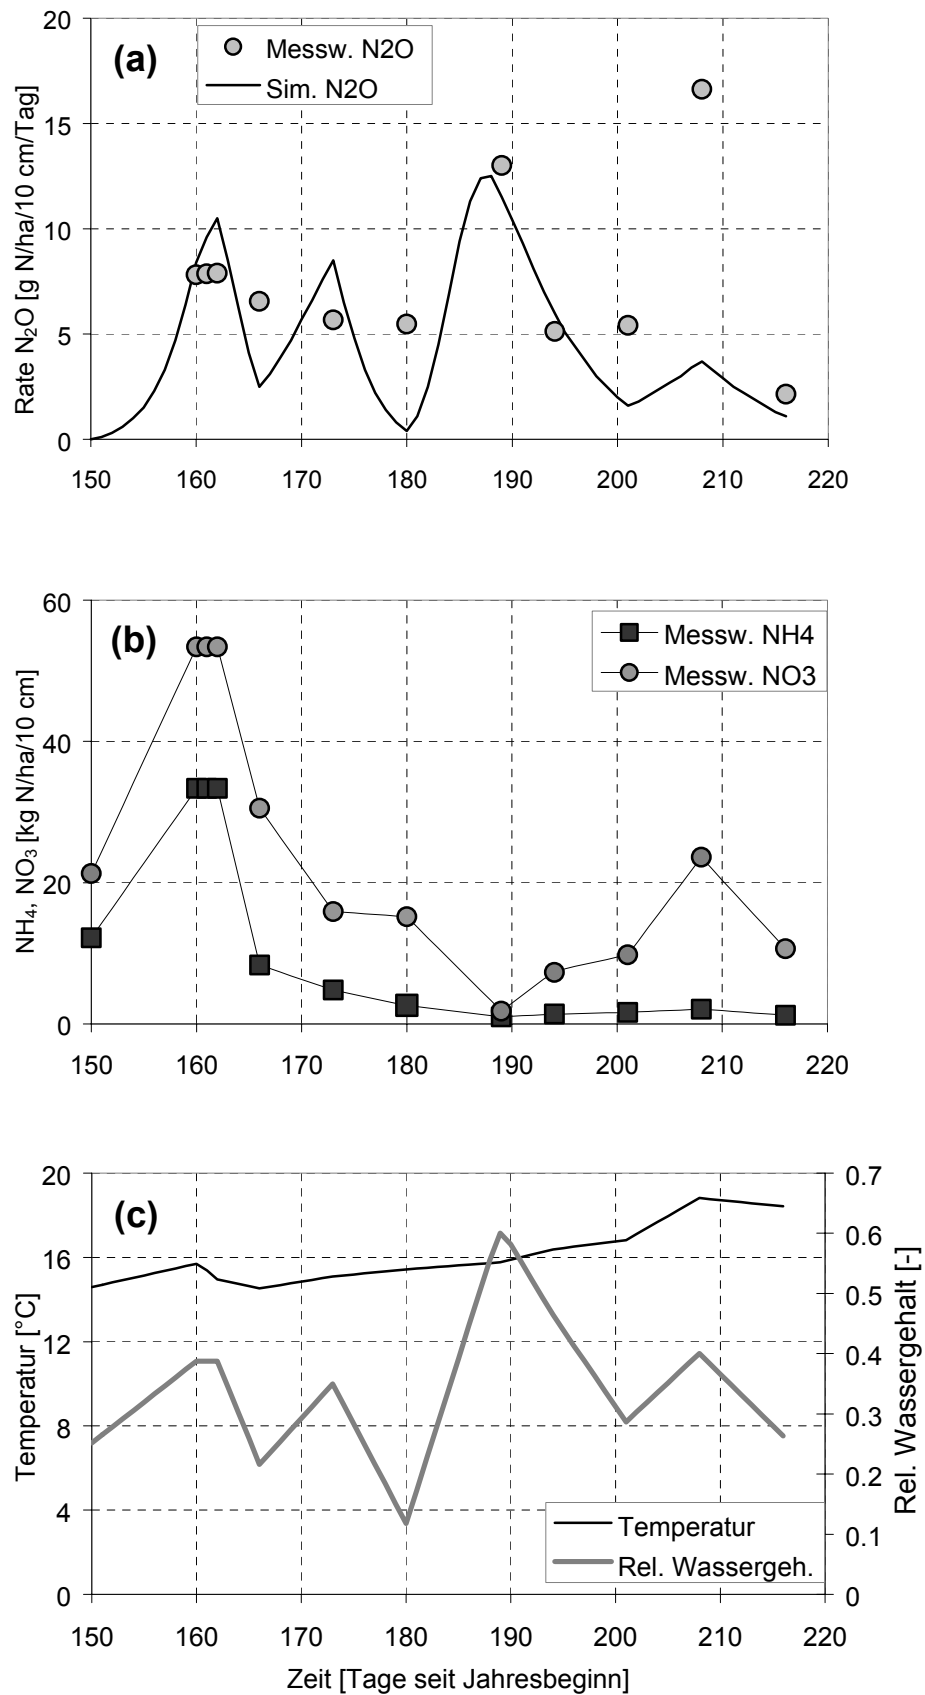 (a)
Messw. N2O
Sim. N2O
Rate N₂O [g N/ha/10 cm/Tag]
20
15
10
5
0
150 160 170 180 190 200 210 220
(b)
Messw. NH4
Messw. NO3
NH₄, NO₃ [kg N/ha/10 cm]
60
40
20
0
150 160 170 180 190 200 210 220
(c)
Temperatur [°C]
20
16
12
8
4
0
Rel. Wassergehalt [-]
0.7
0.6
0.5
0.4
0.3
0.2
0.1
0
Temperatur
Rel. Wassergeh.
150 160 170 180 190 200 210 220
Zeit [Tage seit Jahresbeginn]